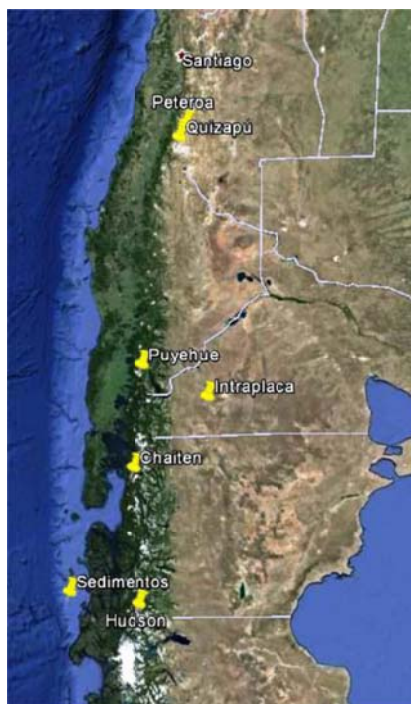 Santiago
Peteroa
Quizapú
Puyehue
Intraplaca
Chaiten
Sedimentos
Hudson